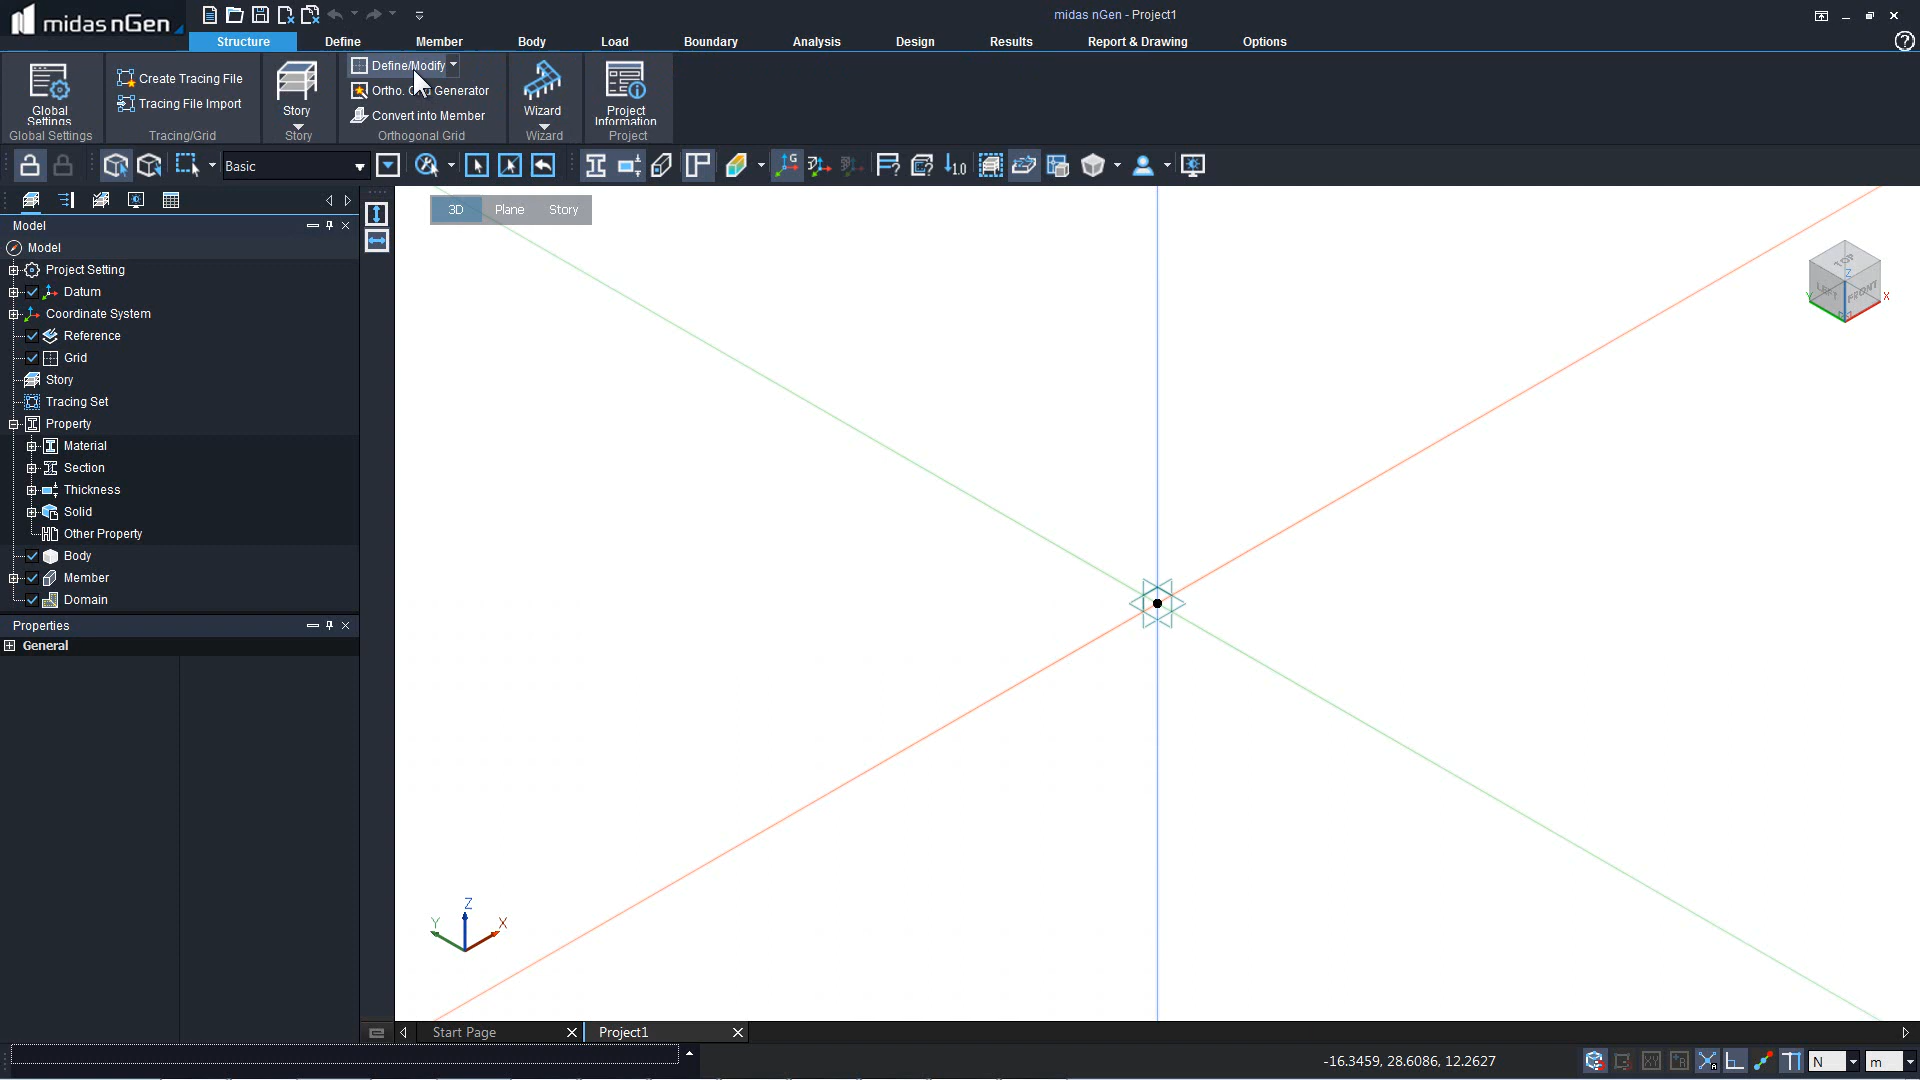 midas nGen
midas nGen - Project1
Structure
Define
Member
Body
Load
Boundary
Analysis
Design
Results
Report & Drawing
Options
Global
Settings
Global Settings
Create Tracing File
Tracing File Import
Tracing/Grid
Story
Story
Define/Modify
Ortho. Generator
Convert into Member
Orthogonal Grid
Wizard
Wizard
Project
Information
Project
Basic
3D
Plane
Story
Model
Model
Project Setting
Datum
Coordinate System
Reference
Grid
Story
Tracing Set
Property
Material
Section
Thickness
Solid
Other Property
Body
Member
Domain
Properties
General
TOP
LEFT
FRONT
Z
Y
X
Z
Y
X
Start Page
Project1
-16.3459, 28.6086, 12.2627
N
m